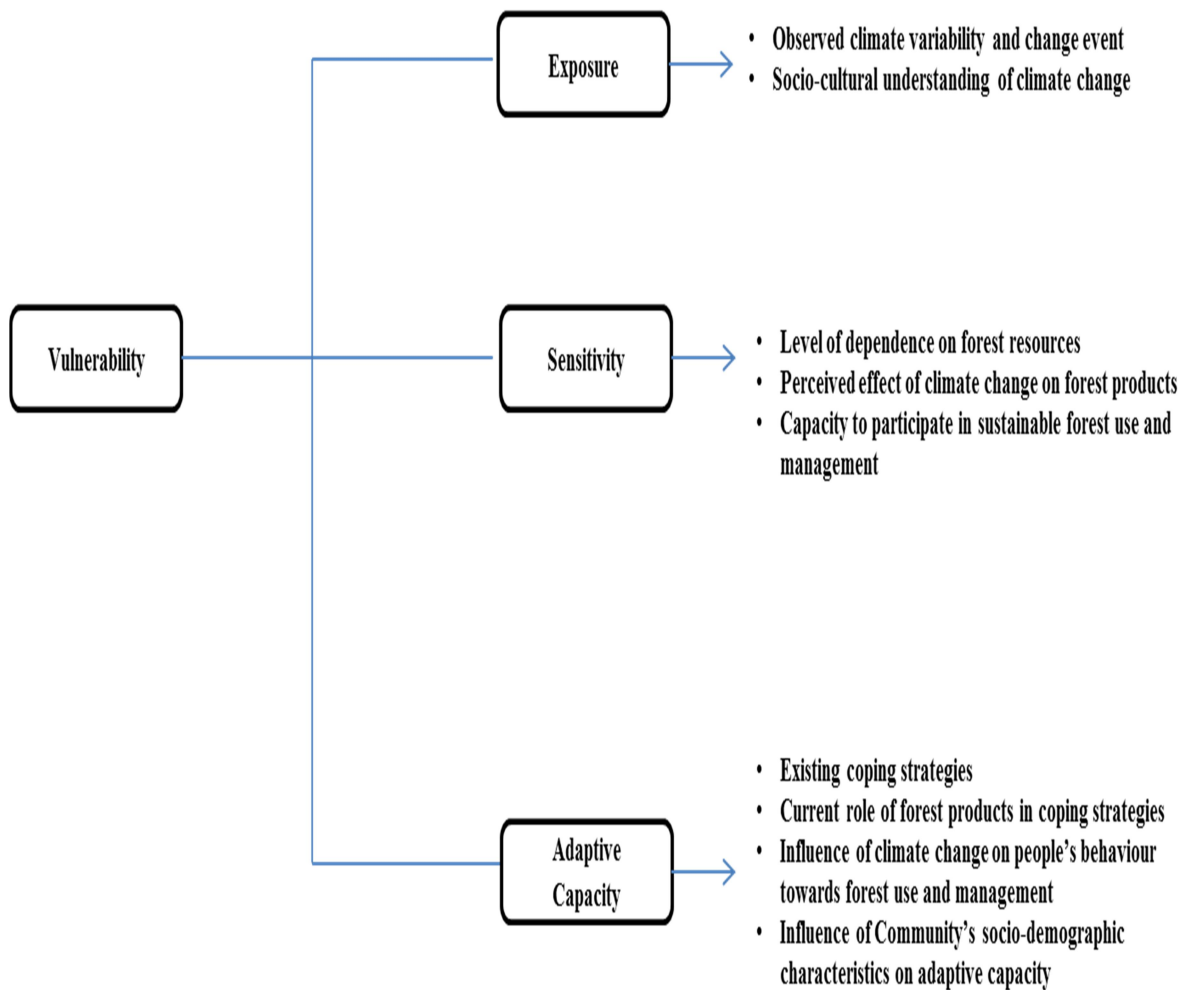 Exposure
• Observed climate variability and change event
• Socio-cultural understanding of climate change
Vulnerability
Sensitivity
• Level of dependence on forest resources
• Perceived effect of climate change on forest products
• Capacity to participate in sustainable forest use and
management
Adaptive
Capacity
• Existing coping strategies
• Current role of forest products in coping strategies
• Influence of climate change on people’s behaviour
towards forest use and management
• Influence of Community’s socio-demographic
characteristics on adaptive capacity